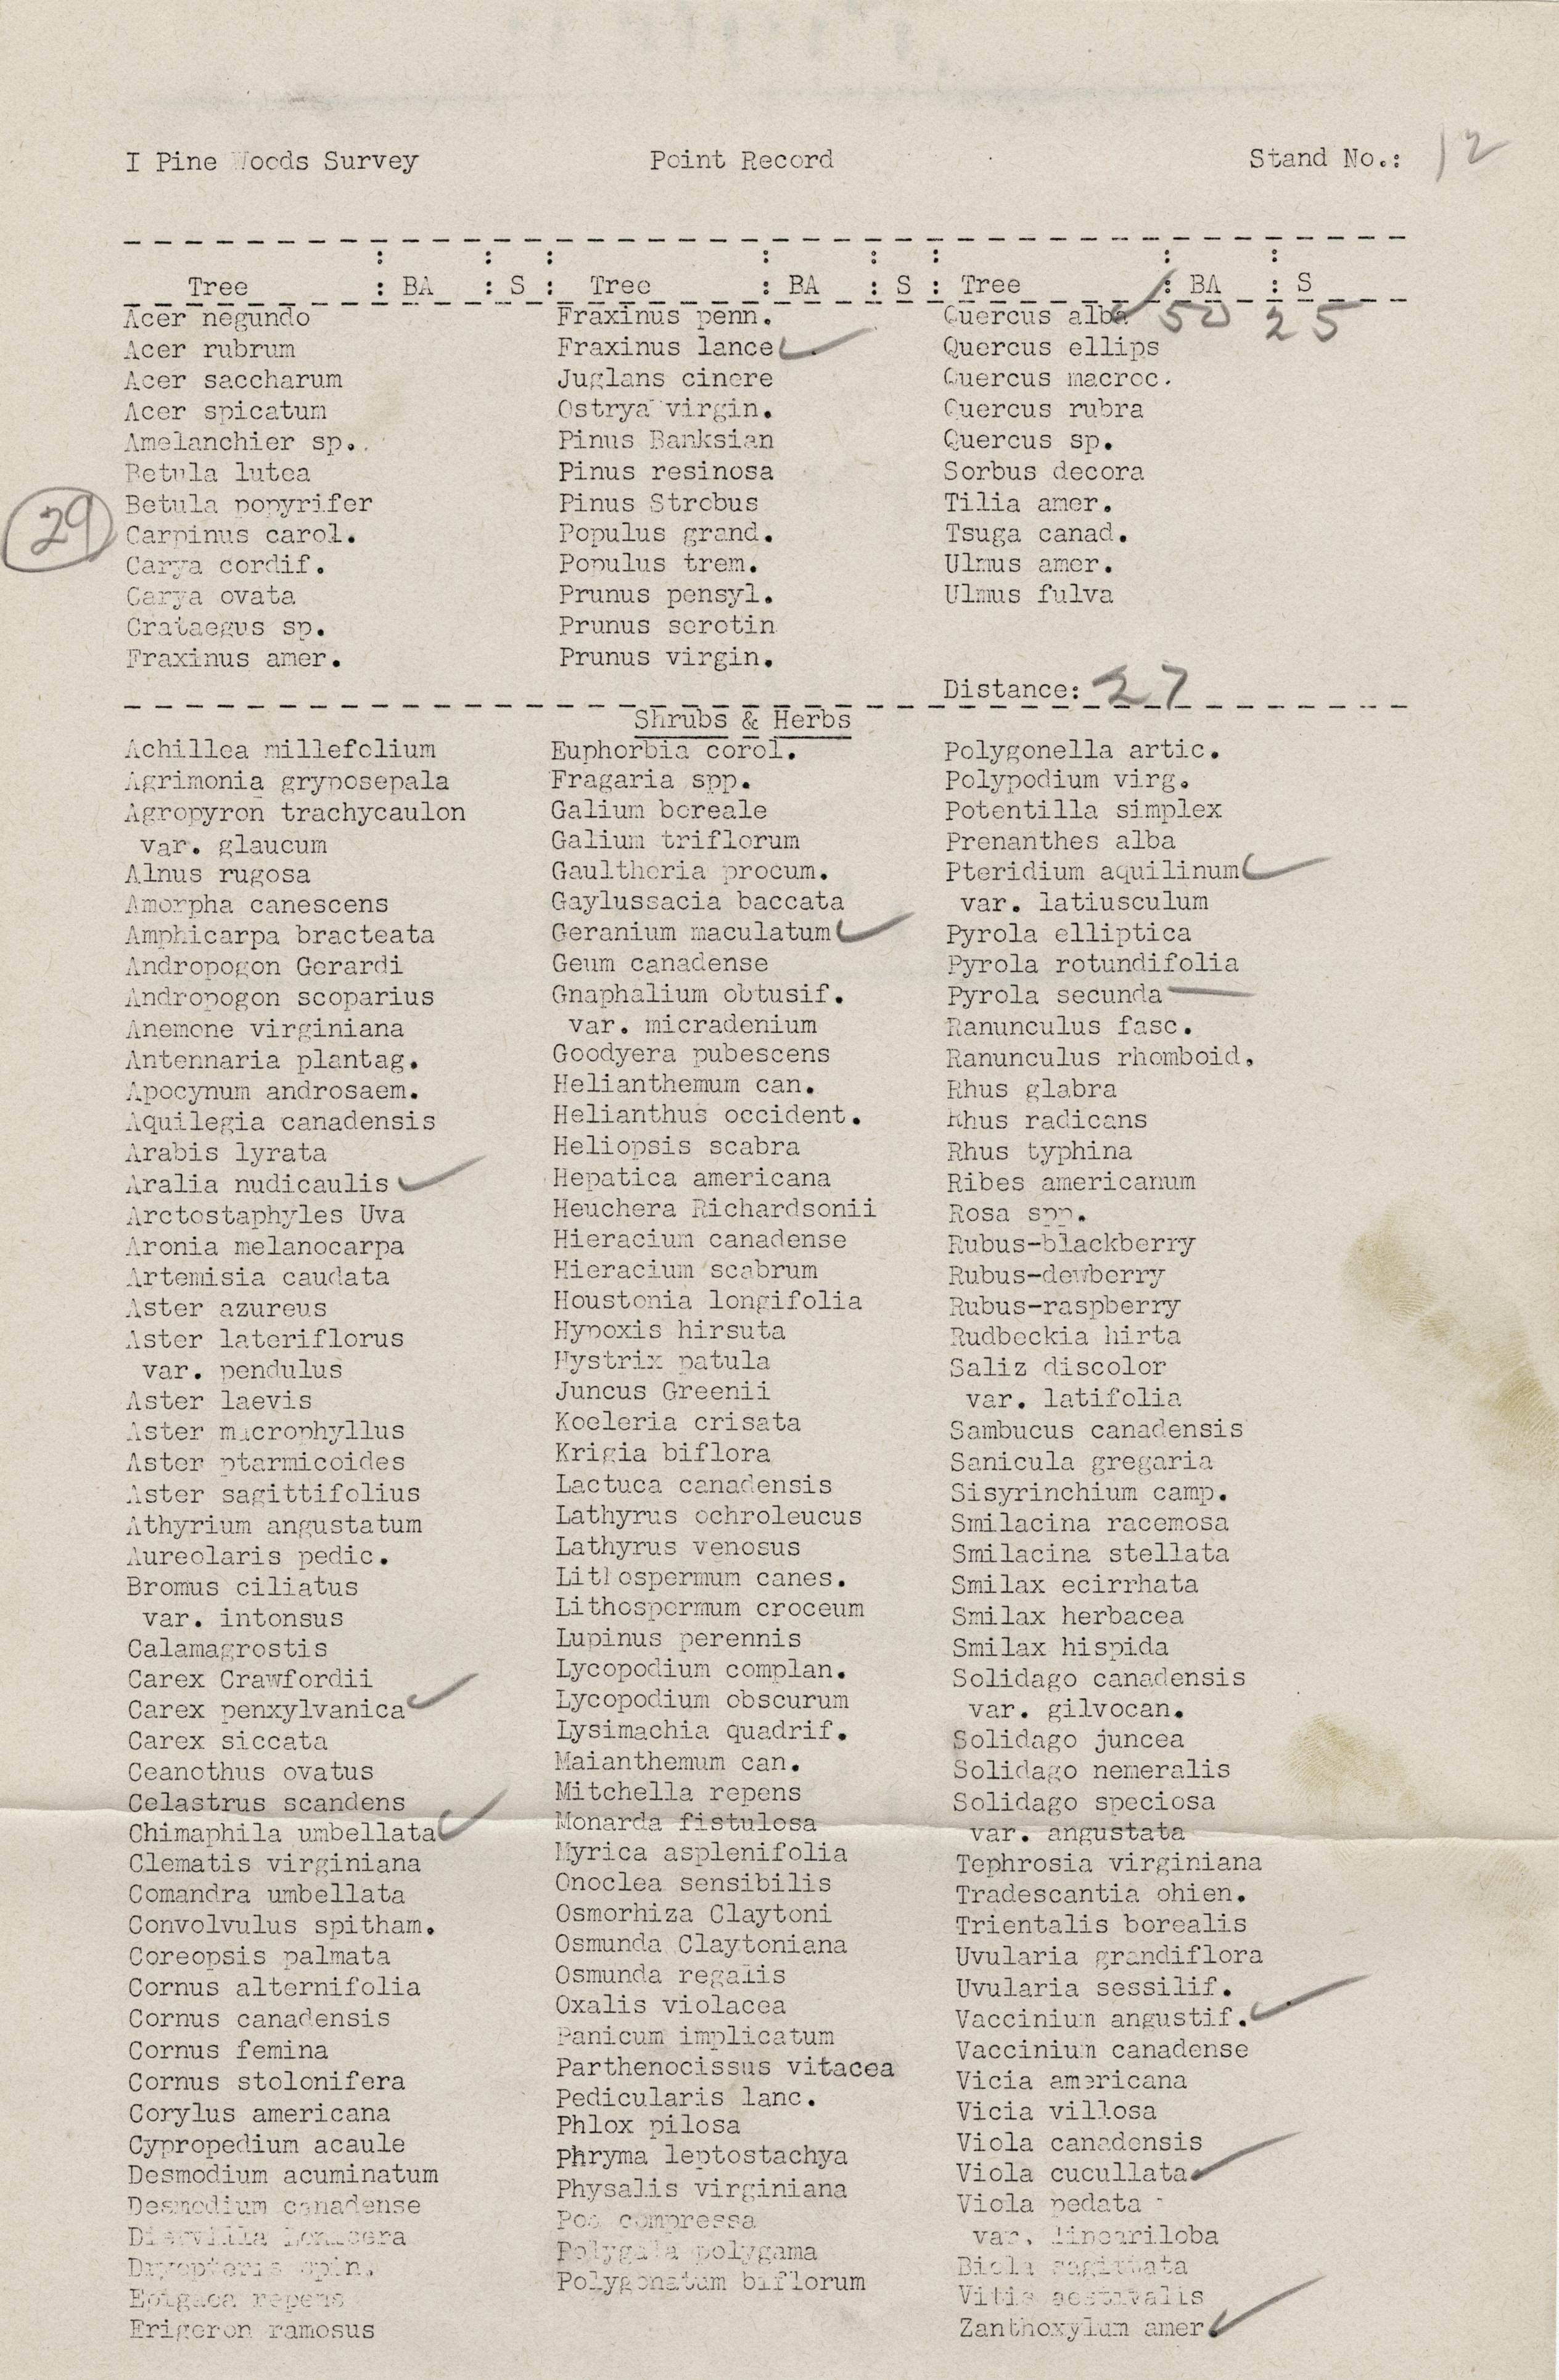 I Pine Woods Survey Point Record Stand No.: 12
Tree : BA : S : Tree : BA : S : Tree : BA : S
Acer negundo
Acer rubrum
Acer saccharum
Acer spicatum
Amelanchier sp.
Betula lutea
Betula popyrifer
29
Carpinus carol.
Carya cordif.
Carya ovata
Crataegus sp.
Fraxinus amer.
Fraxinus penn.
Fraxinus lance ✓
Juglans cinere
Ostrya virgin.
Pinus Banksian
Pinus resinosa
Pinus Strobus
Populus grand.
Populus trem.
Prunus pensyl.
Prunus serotin
Prunus virgin.
Quercus alba ✓ 50 25
Quercus ellips
Quercus macroc.
Quercus rubra
Quercus sp.
Sorbus decora
Tilia amer.
Tsuga canad.
Ulmus amer.
Ulmus fulva
Distance: 27
Shrubs & Herbs
Achillea millefolium
Agrimonia gryposepala
Agropyron trachycaulon
var. glaucum
Alnus rugosa
Amorpha canescens
Amphicarpa bracteata
Andropogon Gerardi
Andropogon scoparius
Anemone virginiana
Antennaria plantag.
Apocynum androsaem.
Aquilegia canadensis
Arabis lyrata
Aralia nudicaulis ✓
Arctostaphyles Uva
Aronia melanocarpa
Artemisia caudata
Aster azureus
Aster lateriflorus
var. pendulus
Aster laevis
Aster macrophyllus
Aster ptarmicoides
Aster sagittifolius
Athyrium angustatum
Aureolaris pedic.
Bromus ciliatus
var. intonsus
Calamagrostis
Carex Crawfordii
Carex penxylvanica ✓
Carex siccata
Ceanothus ovatus
Celastrus scandens
Chimaphila umbellata ✓
Clematis virginiana
Comandra umbellata
Convolvulus spitham.
Coreopsis palmata
Cornus alternifolia
Cornus canadensis
Cornus femina
Cornus stolonifera
Corylus americana
Cypropedium acaule
Desmodium acuminatum
Desmodium canadense
Diervilla lonicera
Dryopteris spin.
Epigaea repens
Erigeron ramosus
Euphorbia corol.
Fragaria spp.
Galium boreale
Galium triflorum
Gaultheria procum.
Gaylussacia baccata
Geranium maculatum ✓
Geum canadense
Gnaphalium obtusif.
var. micradenium
Goodyera pubescens
Helianthemum can.
Helianthus occident.
Heliopsis scabra
Hepatica americana
Heuchera Richardsonii
Hieracium canadense
Hieracium scabrum
Houstonia longifolia
Hypoxis hirsuta
Hystrix patula
Juncus Greenii
Koeleria crisata
Krigia biflora
Lactuca canadensis
Lathyrus ochroleucus
Lathyrus venosus
Lithospermum canes.
Lithospermum croceum
Lupinus perennis
Lycopodium complan.
Lycopodium obscurum
Lysimachia quadrif.
Maianthemum can.
Mitchella repens
Monarda fistulosa
Myrica asplenifolia
Onoclea sensibilis
Osmorhiza Claytoni
Osmunda Claytoniana
Osmunda regalis
Oxalis violacea
Panicum implicatum
Parthenocissus vitacea
Pedicularis lanc.
Phlox pilosa
Phryma leptostachya
Physalis virginiana
Poa compressa
Polygala polygama
Polygonatum biflorum
Polygonella artic.
Polypodium virg.
Potentilla simplex
Prenanthes alba
Pteridium aquilinum ✓
var. latiusculum
Pyrola elliptica
Pyrola rotundifolia
Pyrola secunda —
Ranunculus fasc.
Ranunculus rhomboid.
Rhus glabra
Rhus radicans
Rhus typhina
Ribes americanum
Rosa spp.
Rubus-blackberry
Rubus-dewberry
Rubus-raspberry
Rudbeckia hirta
Saliz discolor
var. latifolia
Sambucus canadensis
Sanicula gregaria
Sisyrinchium camp.
Smilacina racemosa
Smilacina stellata
Smilax ecirrhata
Smilax herbacea
Smilax hispida
Solidago canadensis
var. gilvocan.
Solidago juncea
Solidago nemeralis
Solidago speciosa
var. angustata
Tephrosia virginiana
Tradescantia ohien.
Trientalis borealis
Uvularia grandiflora
Uvularia sessilif.
Vaccinium angustif. ✓
Vaccinium canadense
Vicia americana
Vicia villosa
Viola canadensis
Viola cucullata ✓
Viola pedata
var. lineariloba
Biola sagittata
Vitis aestivalis
Zanthoxylum amer. ✓